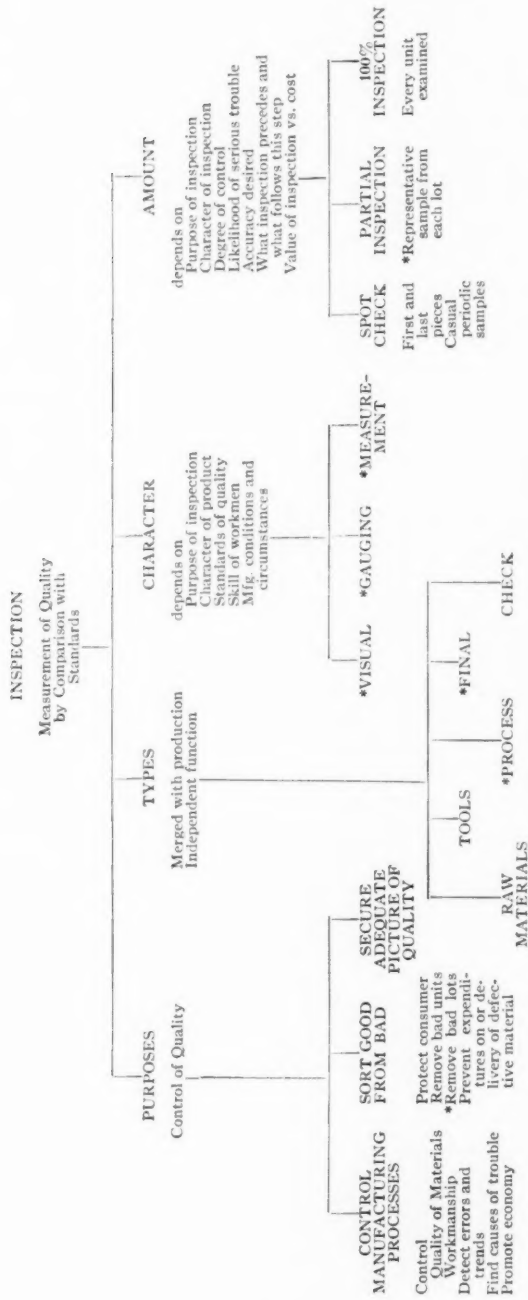 INSPECTION
Measurement of Quality
by Comparison with
Standards
PURPOSES
Control of Quality
CONTROL
MANUFACTURING
PROCESSES
Control
Quality of Materials
Workmanship
Detect errors and
trends
Find causes of trouble
Promote economy
SORT GOOD
FROM BAD
Protect consumer
Remove bad units
*Remove bad lots
Prevent expendi-
tures on or de-
livery of defec-
tive material
SECURE
ADEQUATE
PICTURE OF
QUALITY
TYPES
Merged with production
Independent function
RAW
MATERIALS
TOOLS
*PROCESS
*FINAL
CHECK
CHARACTER
depends on
Purpose of inspection
Character of product
Standards of quality
Skill of workmen
Mfg. conditions and
circumstances
*VISUAL
*GAUGING
*MEASURE-
MENT
AMOUNT
depends on
Purpose of inspection
Character of inspection
Degree of control
Likelihood of serious trouble
Accuracy desired
What inspection precedes and
what follows this step
Value of inspection vs. cost
SPOT
CHECK
First and
last
pieces
Casual
periodic
samples
PARTIAL
INSPECTION
*Representative
sample from
each lot
100%
INSPECTION
Every unit
examined